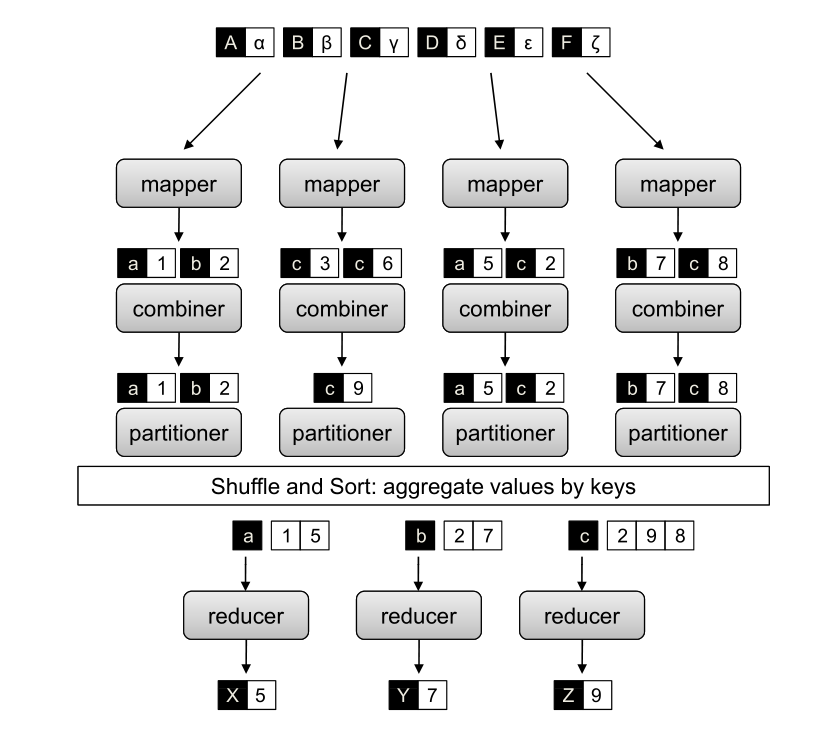 A α B β C γ D δ E ε F ζ
mapper mapper mapper mapper
a 1 b 2 c 3 c 6 a 5 c 2 b 7 c 8
combiner combiner combiner combiner
a 1 b 2 c 9 a 5 c 2 b 7 c 8
partitioner partitioner partitioner partitioner
Shuffle and Sort: aggregate values by keys
a 1 5 b 2 7 c 2 9 8
reducer reducer reducer
X 5 Y 7 Z 9